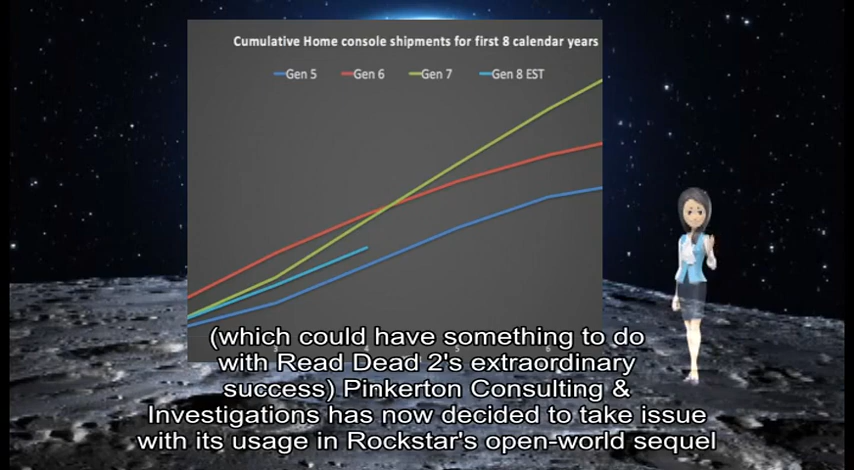 Cumulative Home console shipments for first 8 calendar years
Gen 5 Gen 6 Gen 7 Gen 8 EST
(which could have something to do
with Read Dead 2's extraordinary
success) Pinkerton Consulting &
Investigations has now decided to take issue
with its usage in Rockstar's open-world sequel